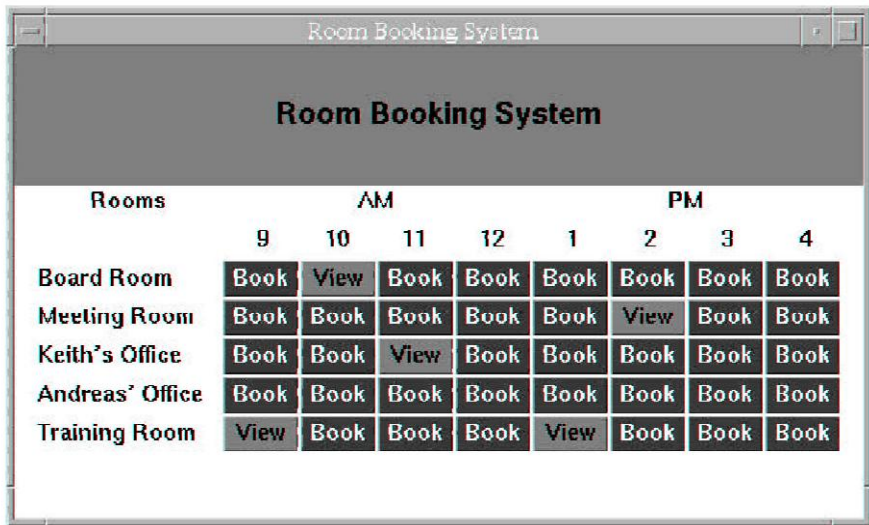 Room Booking System
Room Booking System
Rooms AM PM
9 10 11 12 1 2 3 4
Board Room Book View Book Book Book Book Book Book
Meeting Room Book Book Book Book Book View Book Book
Keith's Office Book Book View Book Book Book Book Book
Andreas' Office Book Book Book Book Book Book Book Book
Training Room View Book Book Book View Book Book Book